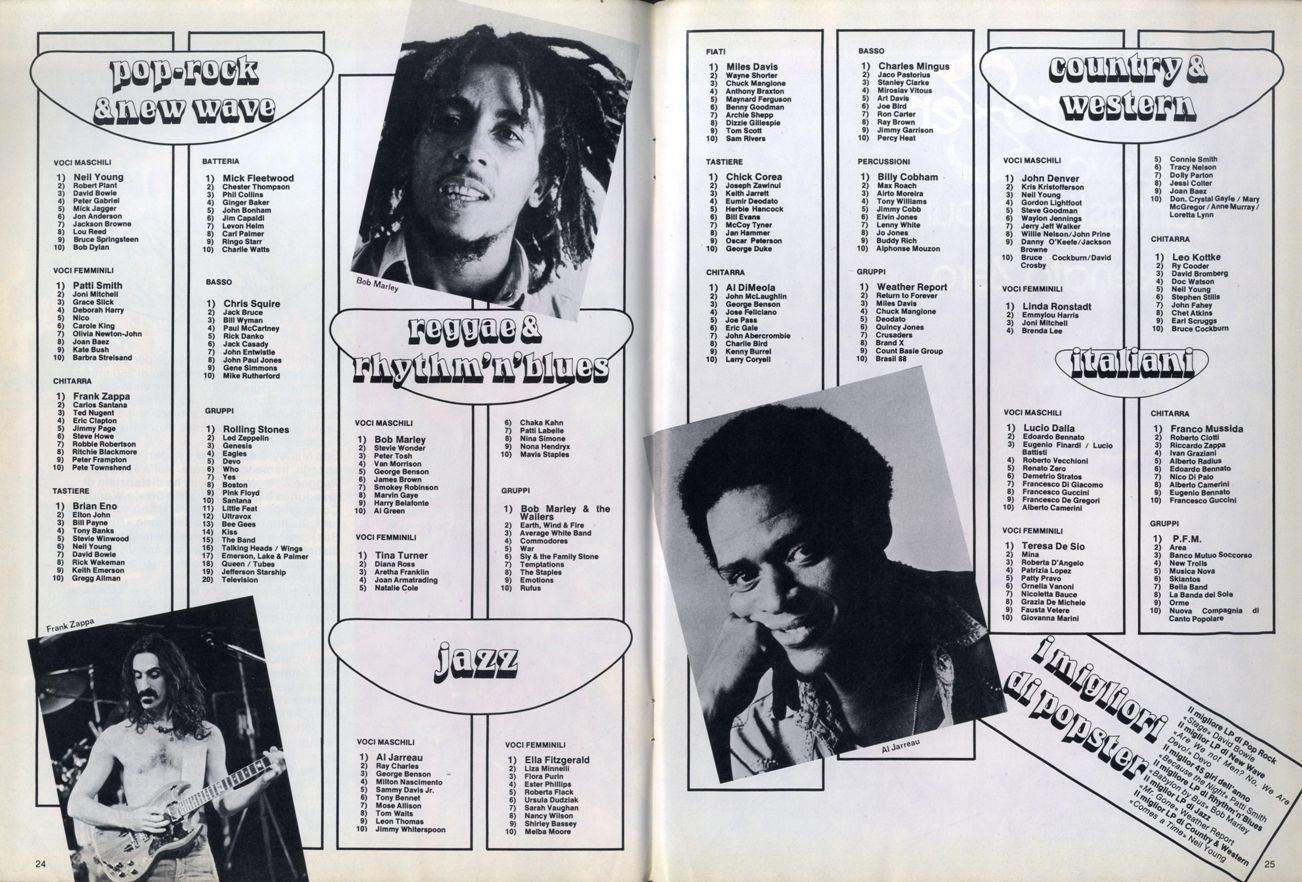 pop-rock
& new wave
VOCI MASCHILI
1) Neil Young
2) Robert Plant
3) David Bowie
4) Peter Gabriel
5) Mick Jagger
6) Jon Anderson
7) Jackson Browne
8) Lou Reed
9) Bruce Springsteen
10) Bob Dylan
VOCI FEMMINILI
1) Patti Smith
2) Joni Mitchell
3) Grace Slick
4) Deborah Harry
5) Nico
6) Carole King
7) Olivia Newton-John
8) Joan Baez
9) Kate Bush
10) Barbra Streisand
CHITARRA
1) Frank Zappa
2) Carlos Santana
3) Ted Nugent
4) Eric Clapton
5) Jimmy Page
6) Steve Howe
7) Robbie Robertson
8) Ritchie Blackmore
9) Peter Frampton
10) Pete Townshend
TASTIERE
1) Brian Eno
2) Elton John
3) Bill Payne
4) Tony Banks
5) Stevie Winwood
6) Neil Young
7) David Bowie
8) Rick Wakeman
9) Keith Emerson
10) Gregg Allman
BATTERIA
1) Mick Fleetwood
2) Chester Thompson
3) Phil Collins
4) Ginger Baker
5) John Bonham
6) Jim Capaldi
7) Levon Helm
8) Carl Palmer
9) Ringo Starr
10) Charlie Watts
BASSO
1) Chris Squire
2) Jack Bruce
3) Bill Wyman
4) Paul McCartney
5) Rick Danko
6) Jack Casady
7) John Entwistle
8) John Paul Jones
9) Gene Simmons
10) Mike Rutherford
GRUPPI
1) Rolling Stones
2) Led Zeppelin
3) Genesis
4) Eagles
5) Devo
6) Who
7) Yes
8) Boston
9) Pink Floyd
10) Santana
11) Little Feat
12) Ultravox
13) Bee Gees
14) Kiss
15) The Band
16) Talking Heads / Wings
17) Emerson, Lake & Palmer
18) Queen / Tubes
19) Jefferson Starship
20) Television
Frank Zappa
24
Bob Marley
reggae &
rhythm'n'blues
VOCI MASCHILI
1) Bob Marley
2) Stevie Wonder
3) Peter Tosh
4) Van Morrison
5) George Benson
6) James Brown
7) Smokey Robinson
8) Marvin Gaye
9) Harry Belafonte
10) Al Green
VOCI FEMMINILI
1) Tina Turner
2) Diana Ross
3) Aretha Franklin
4) Joan Armatrading
5) Natalie Cole
6) Chaka Kahn
7) Patti Labelle
8) Nina Simone
9) Nona Hendryx
10) Mavis Staples
GRUPPI
1) Bob Marley & the
Wailers
2) Earth, Wind & Fire
3) Average White Band
4) Commodores
5) War
6) Sly & the Family Stone
7) Temptations
8) The Staples
9) Emotions
10) Rufus
jazz
VOCI MASCHILI
1) Al Jarreau
2) Ray Charles
3) George Benson
4) Milton Nascimento
5) Sammy Davis Jr.
6) Tony Bennet
7) Mose Allison
8) Tom Waits
9) Leon Thomas
10) Jimmy Whiterspoon
VOCI FEMMINILI
1) Ella Fitzgerald
2) Liza Minnelli
3) Flora Purin
4) Ester Phillips
5) Roberta Flack
6) Ursula Dudziak
7) Sarah Vaughan
8) Nancy Wilson
9) Shirley Bassey
10) Melba Moore
FIATI
1) Miles Davis
2) Wayne Shorter
3) Chuck Mangione
4) Anthony Braxton
5) Maynard Ferguson
6) Benny Goodman
7) Archie Shepp
8) Dizzie Gillespie
9) Tom Scott
10) Sam Rivers
TASTIERE
1) Chick Corea
2) Joseph Zawinul
3) Keith Jarrett
4) Eumir Deodato
5) Herbie Hancock
6) Bill Evans
7) McCoy Tyner
8) Jan Hammer
9) Oscar Peterson
10) George Duke
CHITARRA
1) Al DiMeola
2) John McLaughlin
3) George Benson
4) Jose Feliciano
5) Joe Pass
6) Eric Gale
7) John Abercrombie
8) Charlie Bird
9) Kenny Burrel
10) Larry Coryell
BASSO
1) Charles Mingus
2) Jaco Pastorius
3) Stanley Clarke
4) Miroslav Vitous
5) Art Davis
6) Joe Bird
7) Ron Carter
8) Ray Brown
9) Jimmy Garrison
10) Percy Heat
PERCUSSIONI
1) Billy Cobham
2) Max Roach
3) Airto Moreira
4) Tony Williams
5) Jimmy Cobb
6) Elvin Jones
7) Lenny White
8) Jo Jones
9) Buddy Rich
10) Alphonse Mouzon
GRUPPI
1) Weather Report
2) Return to Forever
3) Miles Davis
4) Chuck Mangione
5) Deodato
6) Quincy Jones
7) Crusaders
8) Brand X
9) Count Basie Group
10) Brasil 88
Al Jarreau
country &
western
VOCI MASCHILI
1) John Denver
2) Kris Kristofferson
3) Neil Young
4) Gordon Lightfoot
5) Steve Goodman
6) Waylon Jennings
7) Jerry Jeff Walker
8) Willie Nelson/John Prine
9) Danny O'Keefe/Jackson
Browne
10) Bruce Cockburn/David
Crosby
VOCI FEMMINILI
1) Linda Ronstadt
2) Emmylou Harris
3) Joni Mitchell
4) Brenda Lee
5) Connie Smith
6) Tracy Nelson
7) Dolly Parton
8) Jessi Colter
9) Joan Baez
10) Don. Crystal Gayle / Mary
McGregor / Anne Murray /
Loretta Lynn
CHITARRA
1) Leo Kottke
2) Ry Cooder
3) David Bromberg
4) Doc Watson
5) Neil Young
6) Stephen Stills
7) John Fahey
8) Chet Atkins
9) Earl Scruggs
10) Bruce Cockburn
italiani
VOCI MASCHILI
1) Lucio Dalla
2) Edoardo Bennato
3) Eugenio Finardi / Lucio
Battisti
4) Roberto Vecchioni
5) Renato Zero
6) Demetrio Stratos
7) Francesco Di Giacomo
8) Francesco Guccini
9) Francesco De Gregori
10) Alberto Camerini
VOCI FEMMINILI
1) Teresa De Sio
2) Mina
3) Roberta D'Angelo
4) Patrizia Lopez
5) Patty Pravo
6) Ornella Vanoni
7) Nicoletta Bauce
8) Grazia De Michele
9) Fausta Vetere
10) Giovanna Marini
CHITARRA
1) Franco Mussida
2) Roberto Ciotti
3) Riccardo Zappa
4) Ivan Graziani
5) Alberto Radius
6) Edoardo Bennato
7) Nico Di Palo
8) Alberto Camerini
9) Eugenio Bennato
10) Francesco Guccini
GRUPPI
1) P.F.M.
2) Area
3) Banco Mutuo Soccorso
4) New Trolls
5) Musica Nova
6) Skiantos
7) Bella Band
8) La Banda del Sole
9) Orme
10) Nuova Compagnia di
Canto Popolare
i migliori
di popster
Il migliore LP di Pop Rock
«Stage» David Bowie
Il miglior LP di New Wave
«Are We not Men? No, We Are
Devo!» Devo
Il miglior 45 giri dell'anno
«Because the Night» Patti Smith
Il migliore LP di Rhythm'n'Blues
«Babylon by Bus» Bob Marley
Il miglior LP di Jazz
«Mr. Gone» Weather Report
Il miglior LP di Country & Western
«Comes a Time» Neil Young
25